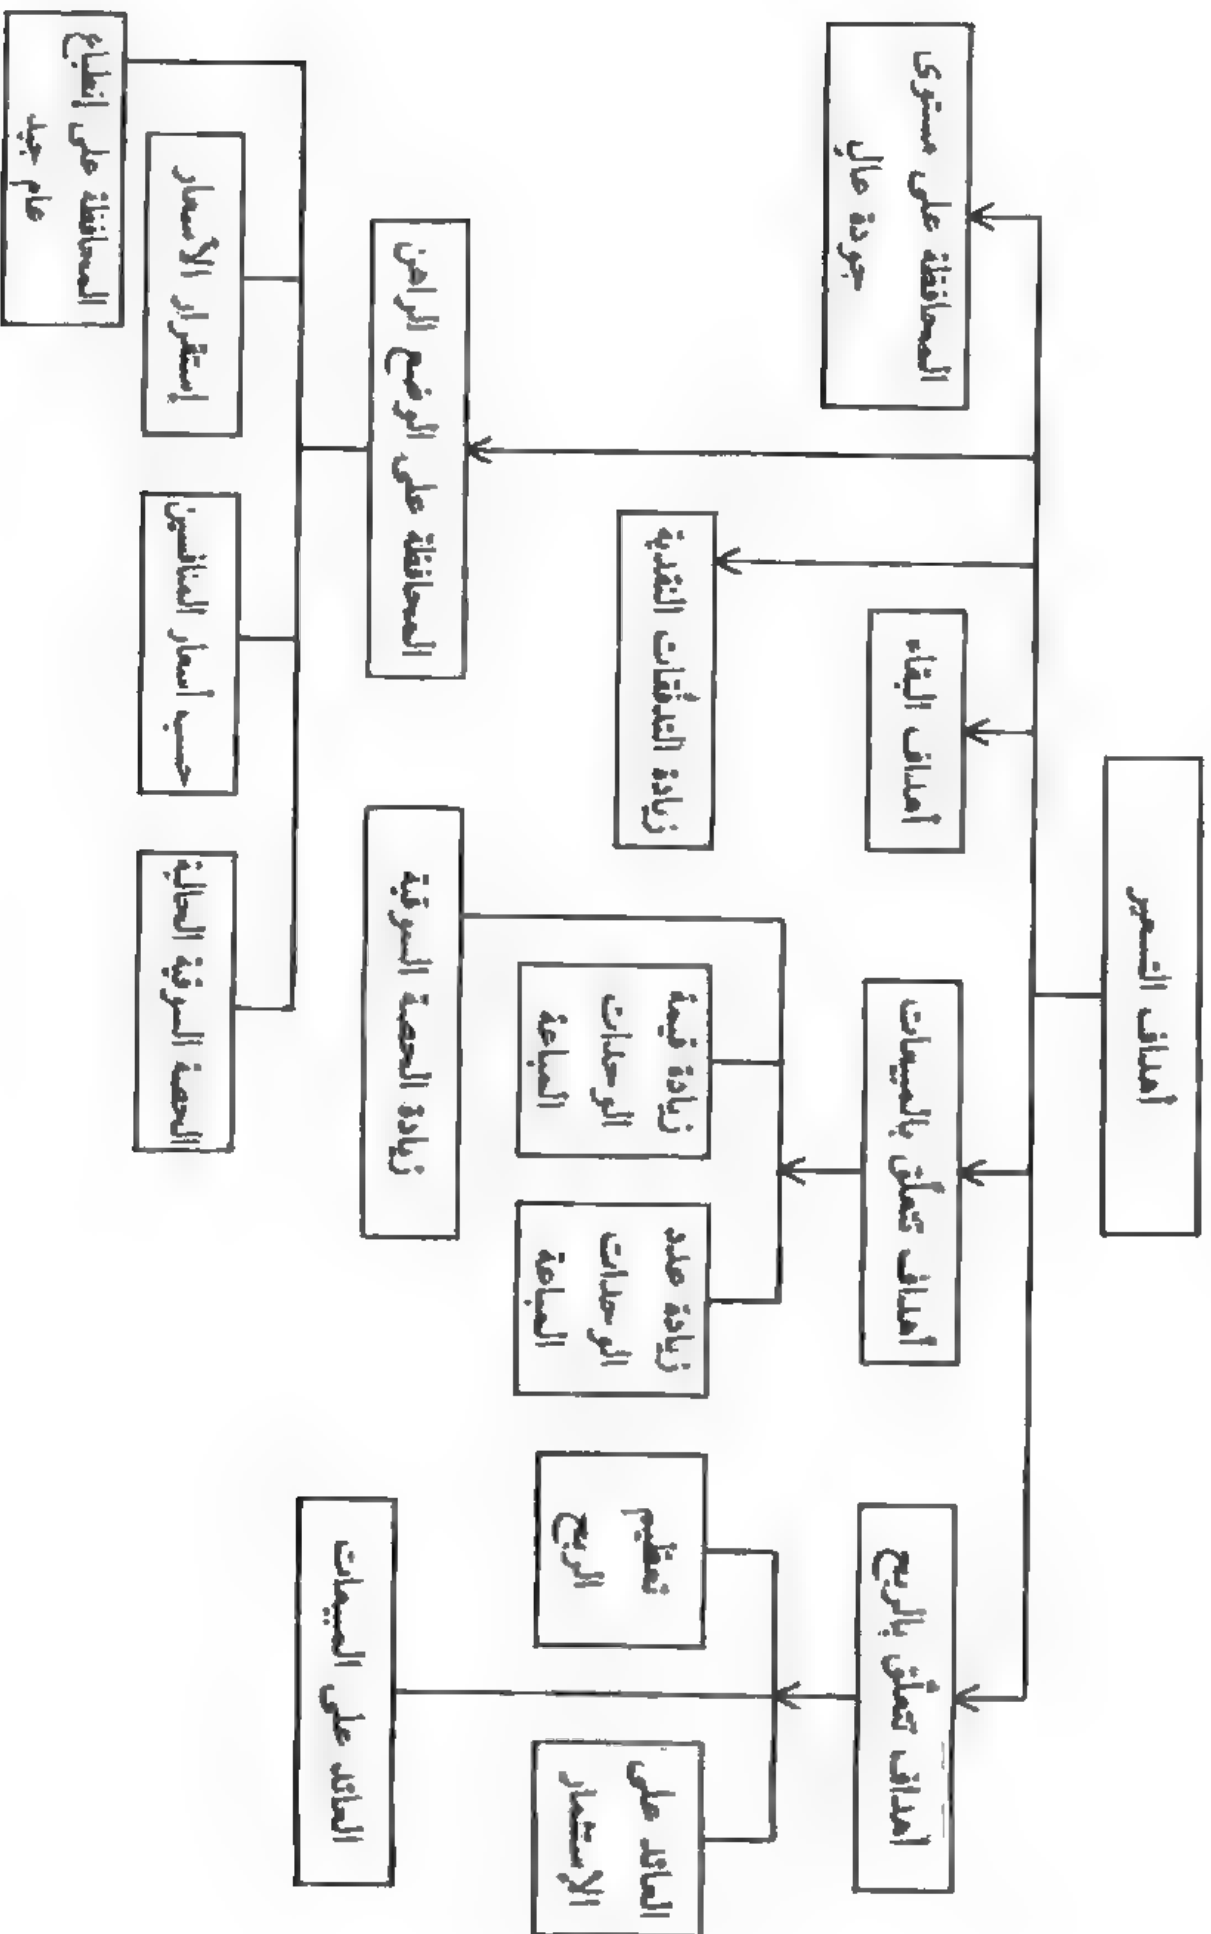 أهداف التسعير
أهداف تتعلق بالربح
أهداف تتعلق بالمبيعات
أهداف البقاء
المحافظة على مستوى
جودة عالٍ
تعظيم
الربح
العائد على
الإستثمار
العائد على المبيعات
زيادة عدد
الوحدات
المباعة
زيادة قيمة
الوحدات
المباعة
زيادة الحصة السوقية
زيادة التدفقات النقدية
المحافظة على الوضع الراهن
الحصة السوقية الحالية
حسب أسعار المنافسين
إستقرار الأسعار
المحافظة على إنطباع
عام جيد